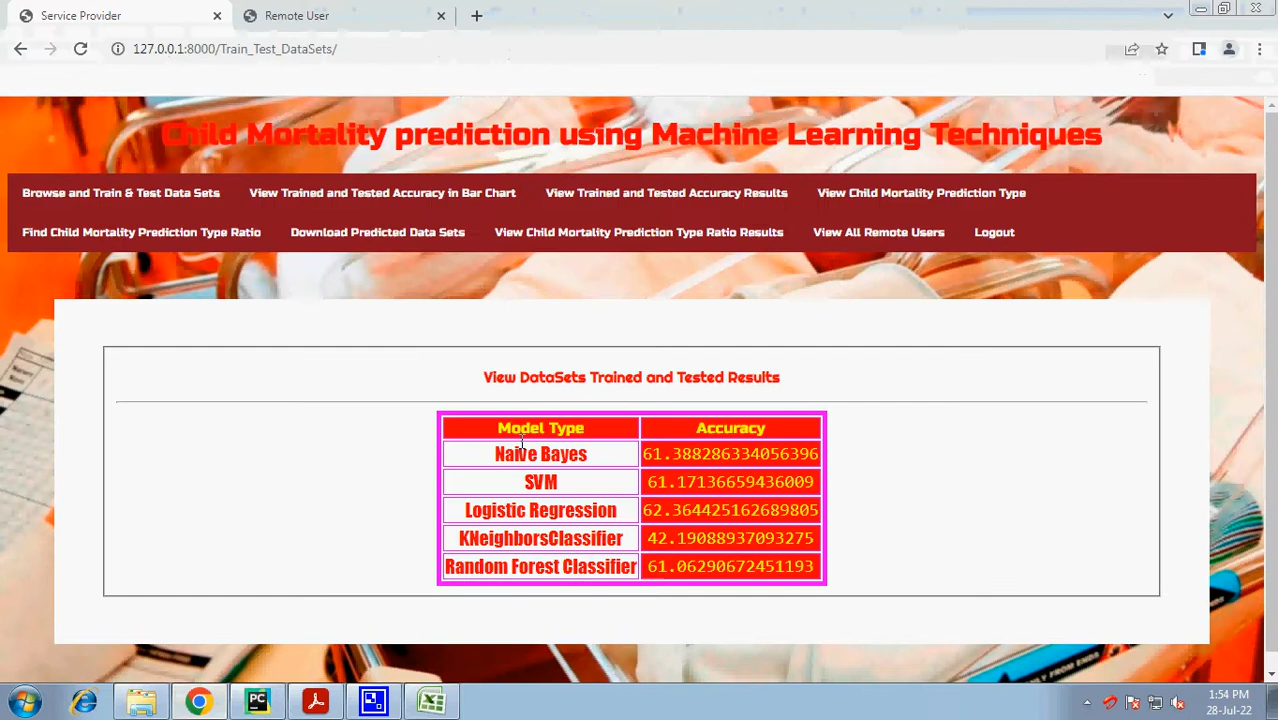 Service Provider
Remote User
127.0.0.1:8000/Train_Test_DataSets/
Child Mortality prediction using Machine Learning Techniques
Browse and Train & Test Data Sets
View Trained and Tested Accuracy in Bar Chart
View Trained and Tested Accuracy Results
View Child Mortality Prediction Type
Find Child Mortality Prediction Type Ratio
Download Predicted Data Sets
View Child Mortality Prediction Type Ratio Results
View All Remote Users
Logout
View DataSets Trained and Tested Results
Model Type Accuracy
Naive Bayes 61.388286334056396
SVM 61.17136659436009
Logistic Regression 62.364425162689805
KNeighborsClassifier 42.19088937093275
Random Forest Classifier 61.06290672451193
PC
1:54 PM
28-Jul-22